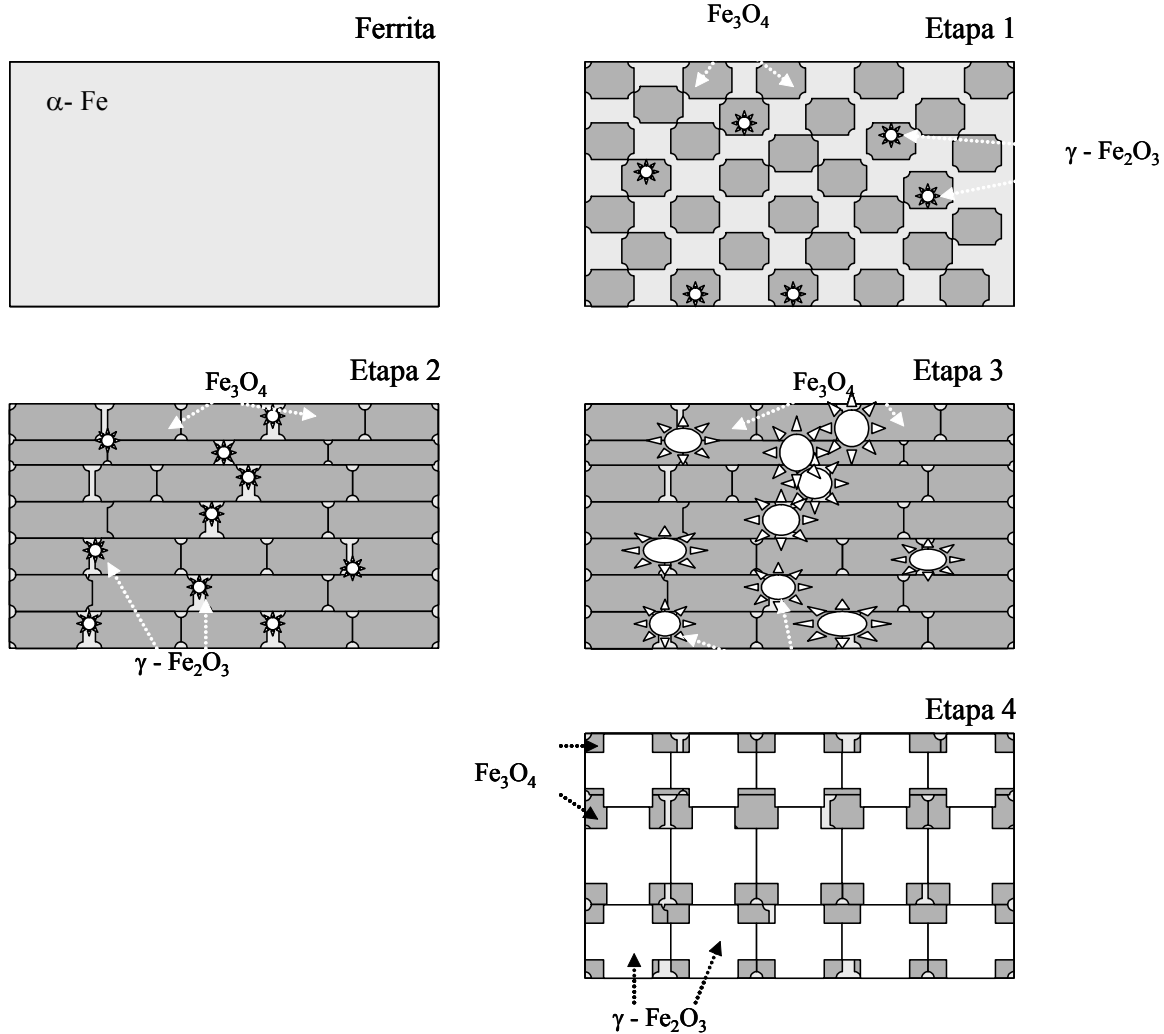 Ferrita
α- Fe
Fe₃O₄
Etapa 1
γ - Fe₂O₃
Etapa 2
Fe₃O₄
γ - Fe₂O₃
Etapa 3
Fe₃O₄
Etapa 4
Fe₃O₄
γ - Fe₂O₃